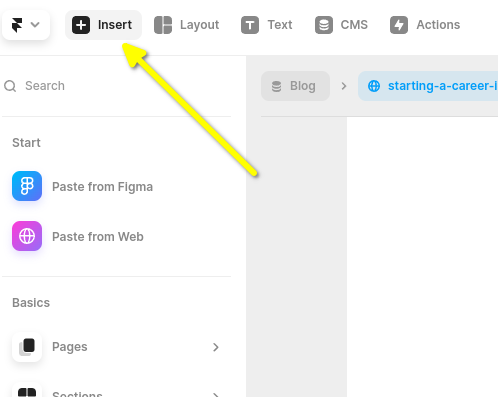 Insert Layout Text CMS Actions
Search
Blog starting-a-career-i
Start
Paste from Figma
Paste from Web
Basics
Pages
Sections